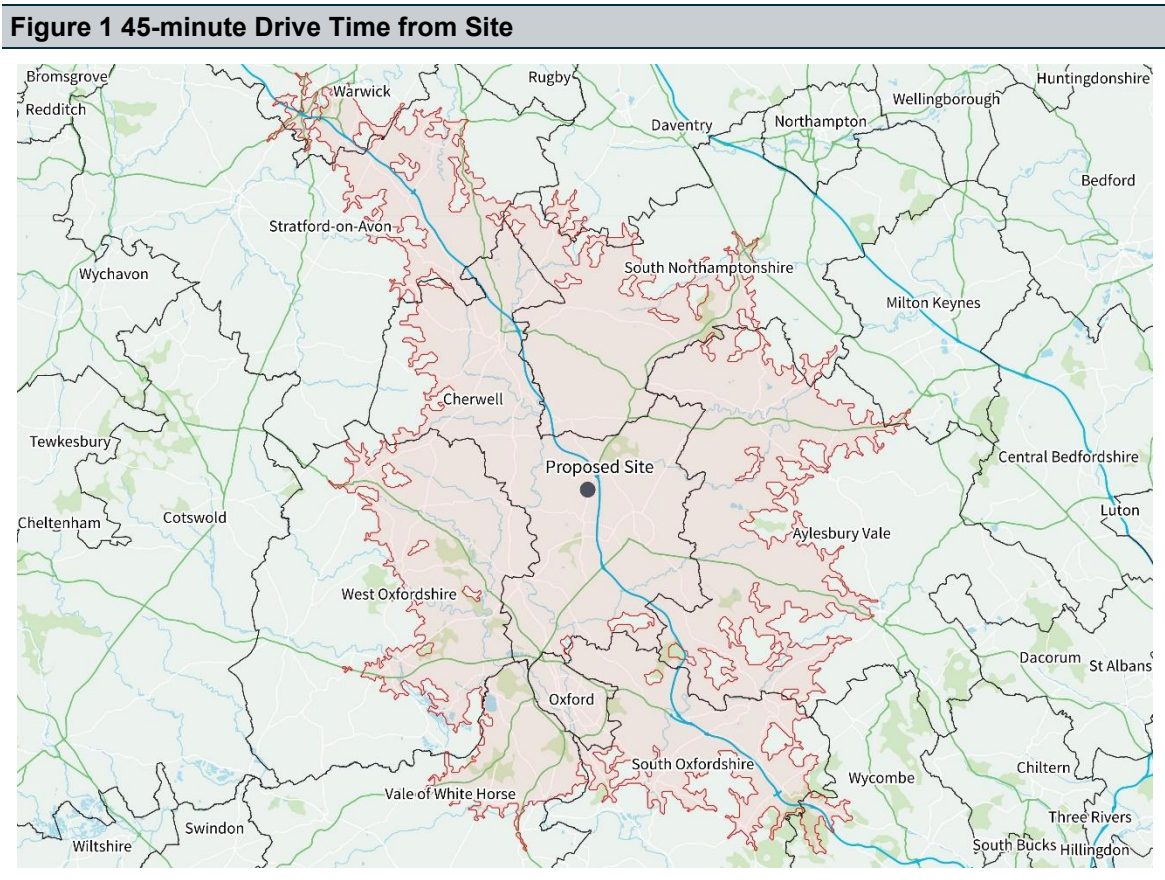 Figure 1 45-minute Drive Time from Site
Bromsgrove
Rugby
Huntingdonshire
Warwick
Redditch
Wellingborough
Daventry
Northampton
Bedford
Stratford-on-Avon
South Northamptonshire
Wychavon
Milton Keynes
Cherwell
Tewkesbury
Central Bedfordshire
Proposed Site
Luton
Cheltenham
Cotswold
Aylesbury Vale
West Oxfordshire
Dacorum
St Albans
Oxford
South Oxfordshire
Chiltern
Wycombe
Vale of White Horse
Three Rivers
Swindon
Wiltshire
South Bucks
Hillingdon